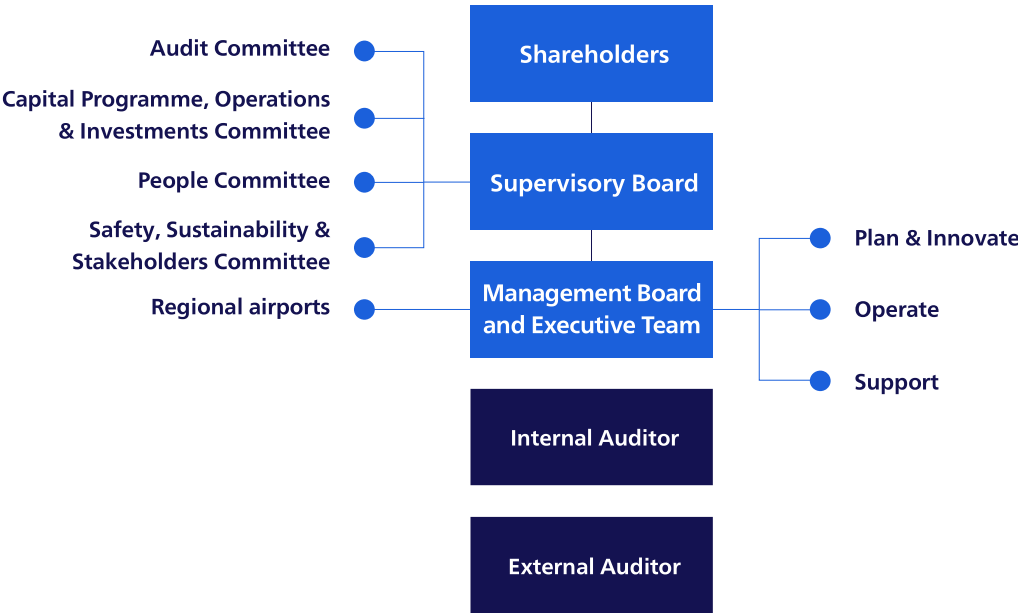 Audit Committee
Capital Programme, Operations
& Investments Committee
People Committee
Safety, Sustainability &
Stakeholders Committee
Regional airports
Shareholders
Supervisory Board
Management Board
and Executive Team
Internal Auditor
External Auditor
Plan & Innovate
Operate
Support